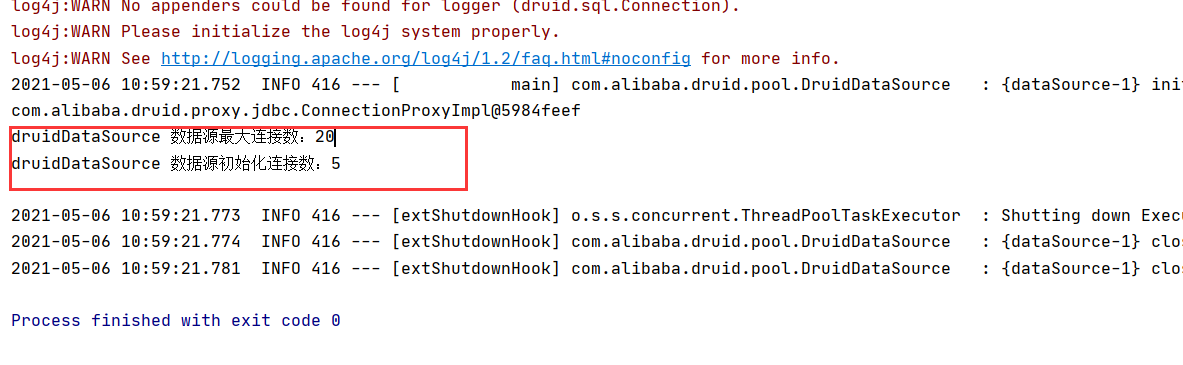 log4j:WARN No appenders could be found for logger (druid.sql.Connection).
log4j:WARN Please initialize the log4j system properly.
log4j:WARN See http://logging.apache.org/log4j/1.2/faq.html#noconfig for more info.
2021-05-06 10:59:21.752  INFO 416 --- [           main] com.alibaba.druid.pool.DruidDataSource   : {dataSource-1} init
com.alibaba.druid.proxy.jdbc.ConnectionProxyImpl@5984feef
druidDataSource 数据源最大连接数：20
druidDataSource 数据源初始化连接数：5
2021-05-06 10:59:21.773  INFO 416 --- [extShutdownHook] o.s.s.concurrent.ThreadPoolTaskExecutor  : Shutting down Execu
2021-05-06 10:59:21.774  INFO 416 --- [extShutdownHook] com.alibaba.druid.pool.DruidDataSource   : {dataSource-1} clos
2021-05-06 10:59:21.781  INFO 416 --- [extShutdownHook] com.alibaba.druid.pool.DruidDataSource   : {dataSource-1} clos
Process finished with exit code 0